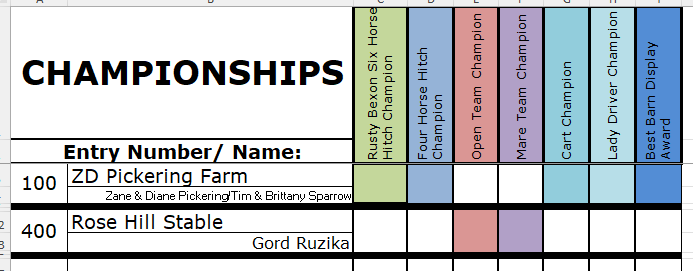 CHAMPIONSHIPS
Rusty Bexon Six Horse
Hitch Champion
Four Horse Hitch
Champion
Open Team Champion
Mare Team Champion
Cart Champion
Lady Driver Champion
Best Barn Display
Award
Entry Number/ Name:
100
ZD Pickering Farm
Zane & Diane Pickering/Tim & Brittany Sparrow
400
Rose Hill Stable
Gord Ruzika